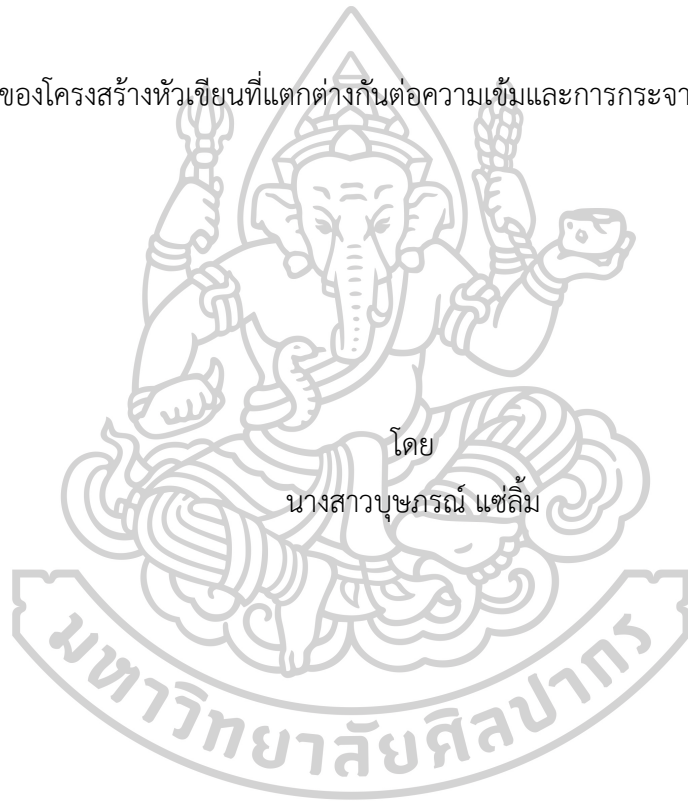 ของโครงสร้างหัวเขียนที่แตกต่างกันต่อความเข้มและการกระจา
โดย
นางสาวบุษภรณ์ แซ่ลิ้ม
มหาวิทยาลัยศิลปากร